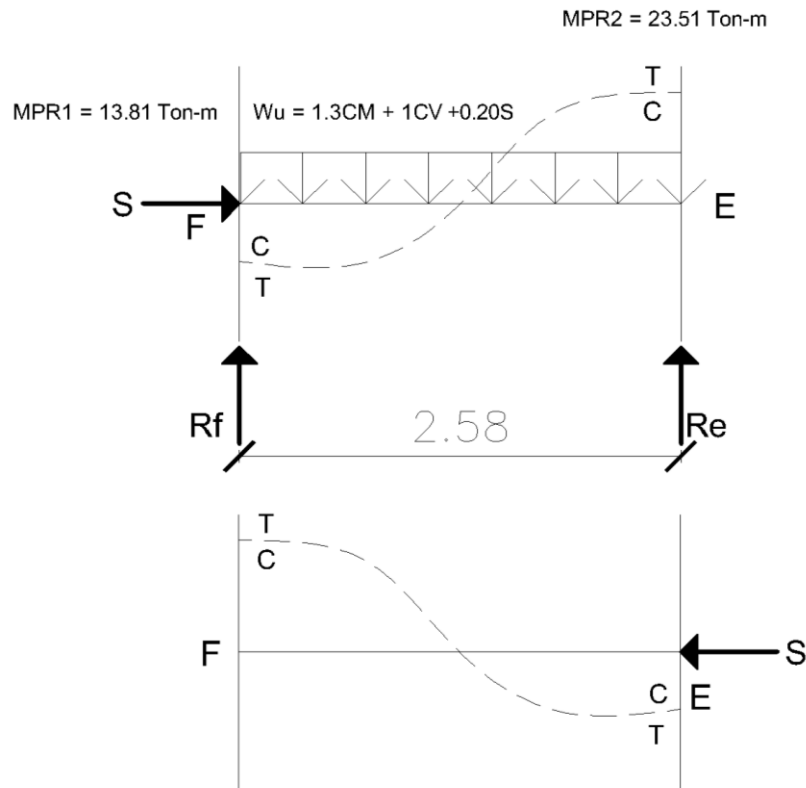 MPR2 = 23.51 Ton-m
T
MPR1 = 13.81 Ton-m
Wu = 1.3CM + 1CV +0.20S
C
S
F
E
C
T
Rf
2.58
Re
T
C
F
S
C
E
T